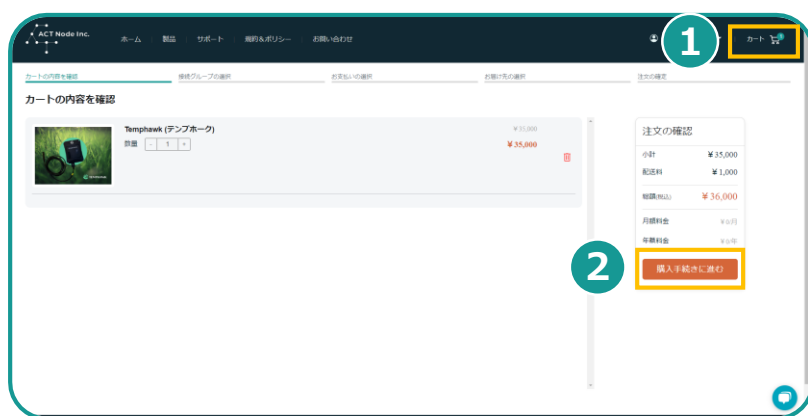 ACT Node Inc.
ホーム
製品
サポート
規約&ポリシー
お問い合わせ
1
カート
カートの内容を確認
接続グループの選択
お支払いの選択
お届け先の選択
注文の確定
カートの内容を確認
Temphawk (テンプホーク)
¥35,000
数量 - 1 +
¥35,000
注文の確認
小計 ¥35,000
配送料 ¥1,000
総額(税込) ¥36,000
月額料金 ¥0/月
年額料金 ¥0/年
2
購入手続きに進む